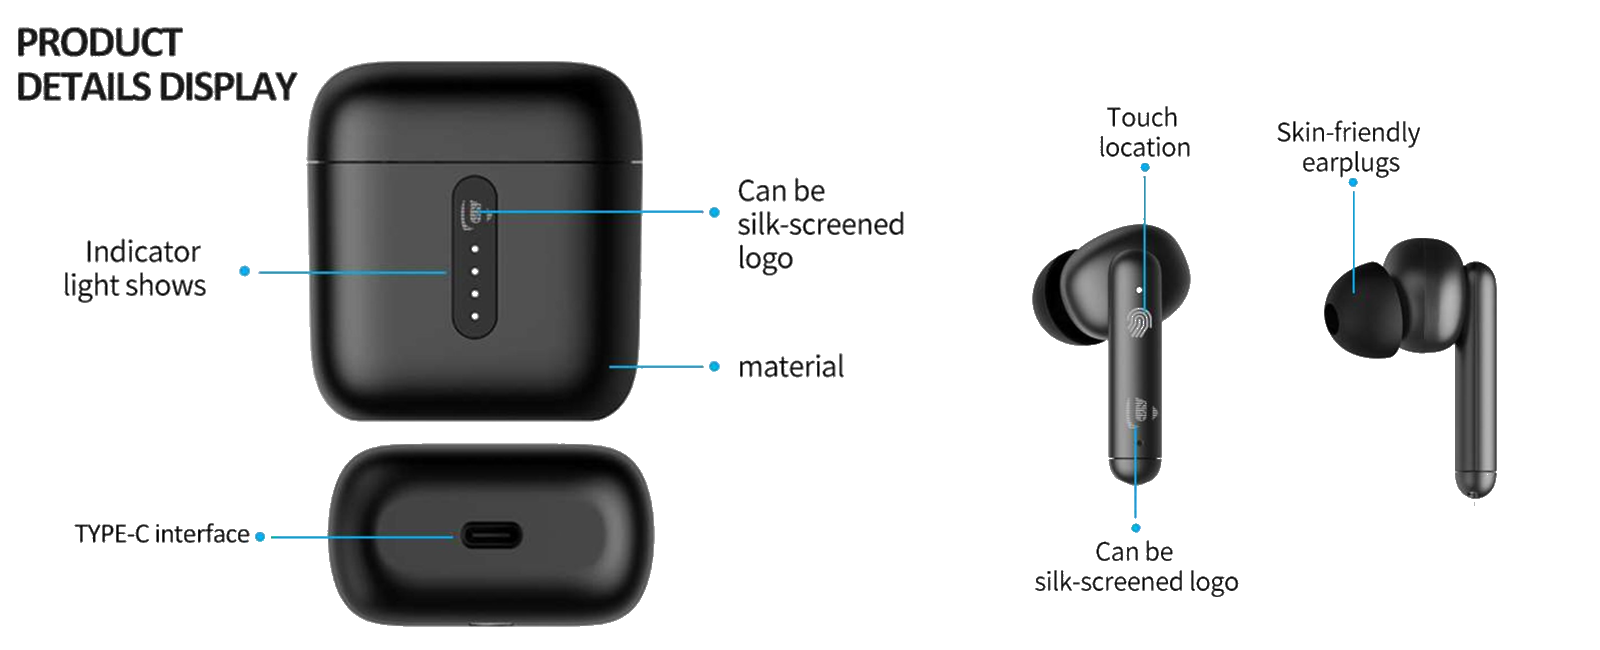 PRODUCT
DETAILS DISPLAY
Indicator
light shows
Can be
silk-screened
logo
material
TYPE-C interface
Touch
location
Skin-friendly
earplugs
Can be
silk-screened logo